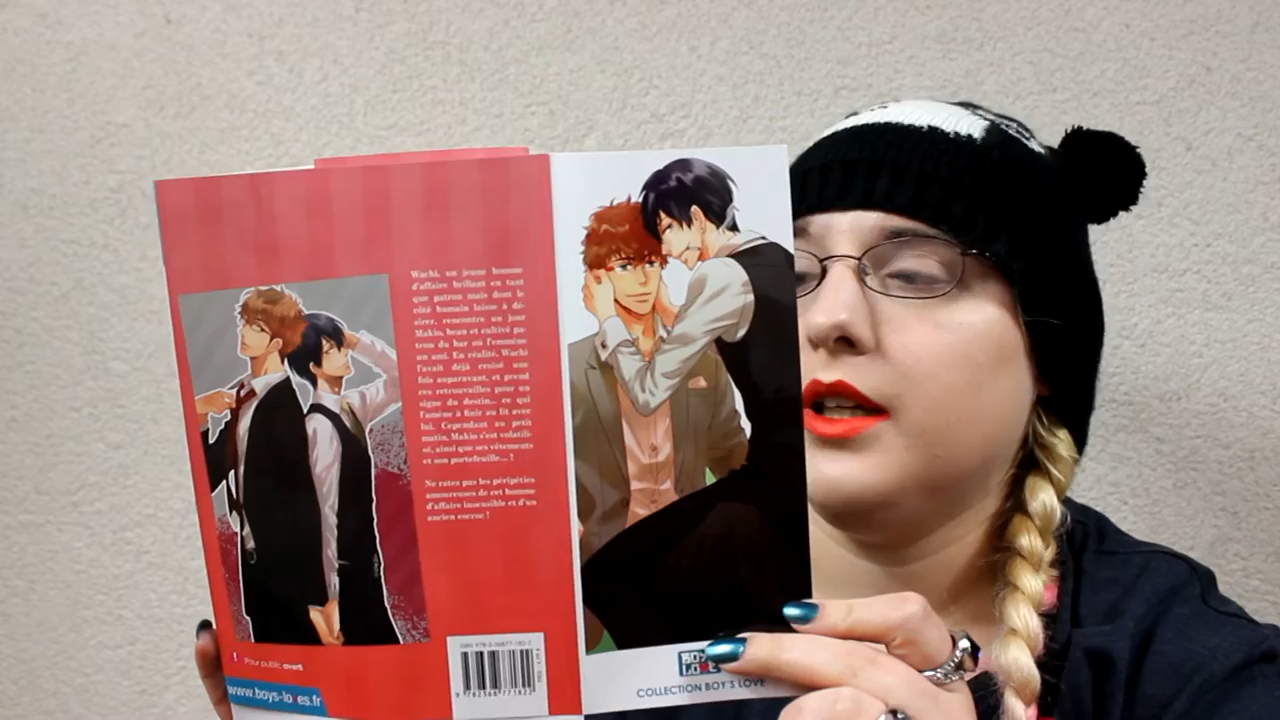 Wachi, un jeune homme
d'affaire brillant en tant
que patron mais dont le
côté humain laisse à dé-
sirer, rencontre un jour
Makio, beau et cultivé pa-
tron du bar où l'emmène
un ami. En réalité, Wachi
l'avait déjà croisé une
fois auparavant, et prend
ces retrouvailles pour un
signe du destin... ce qui
l'amène à finir au lit avec
lui. Cependant au petit
matin, Makio s'est volatili-
sé, ainsi que ses vêtements
et son portefeuille... !
Ne ratez pas les péripéties
amoureuses de cet homme
d'affaire insensible et d'un
ancien escroc !
! Pour public averti
www.boys-lo es.fr
9 782368 771822
BOY
LO
COLLECTION BOY'S LOVE